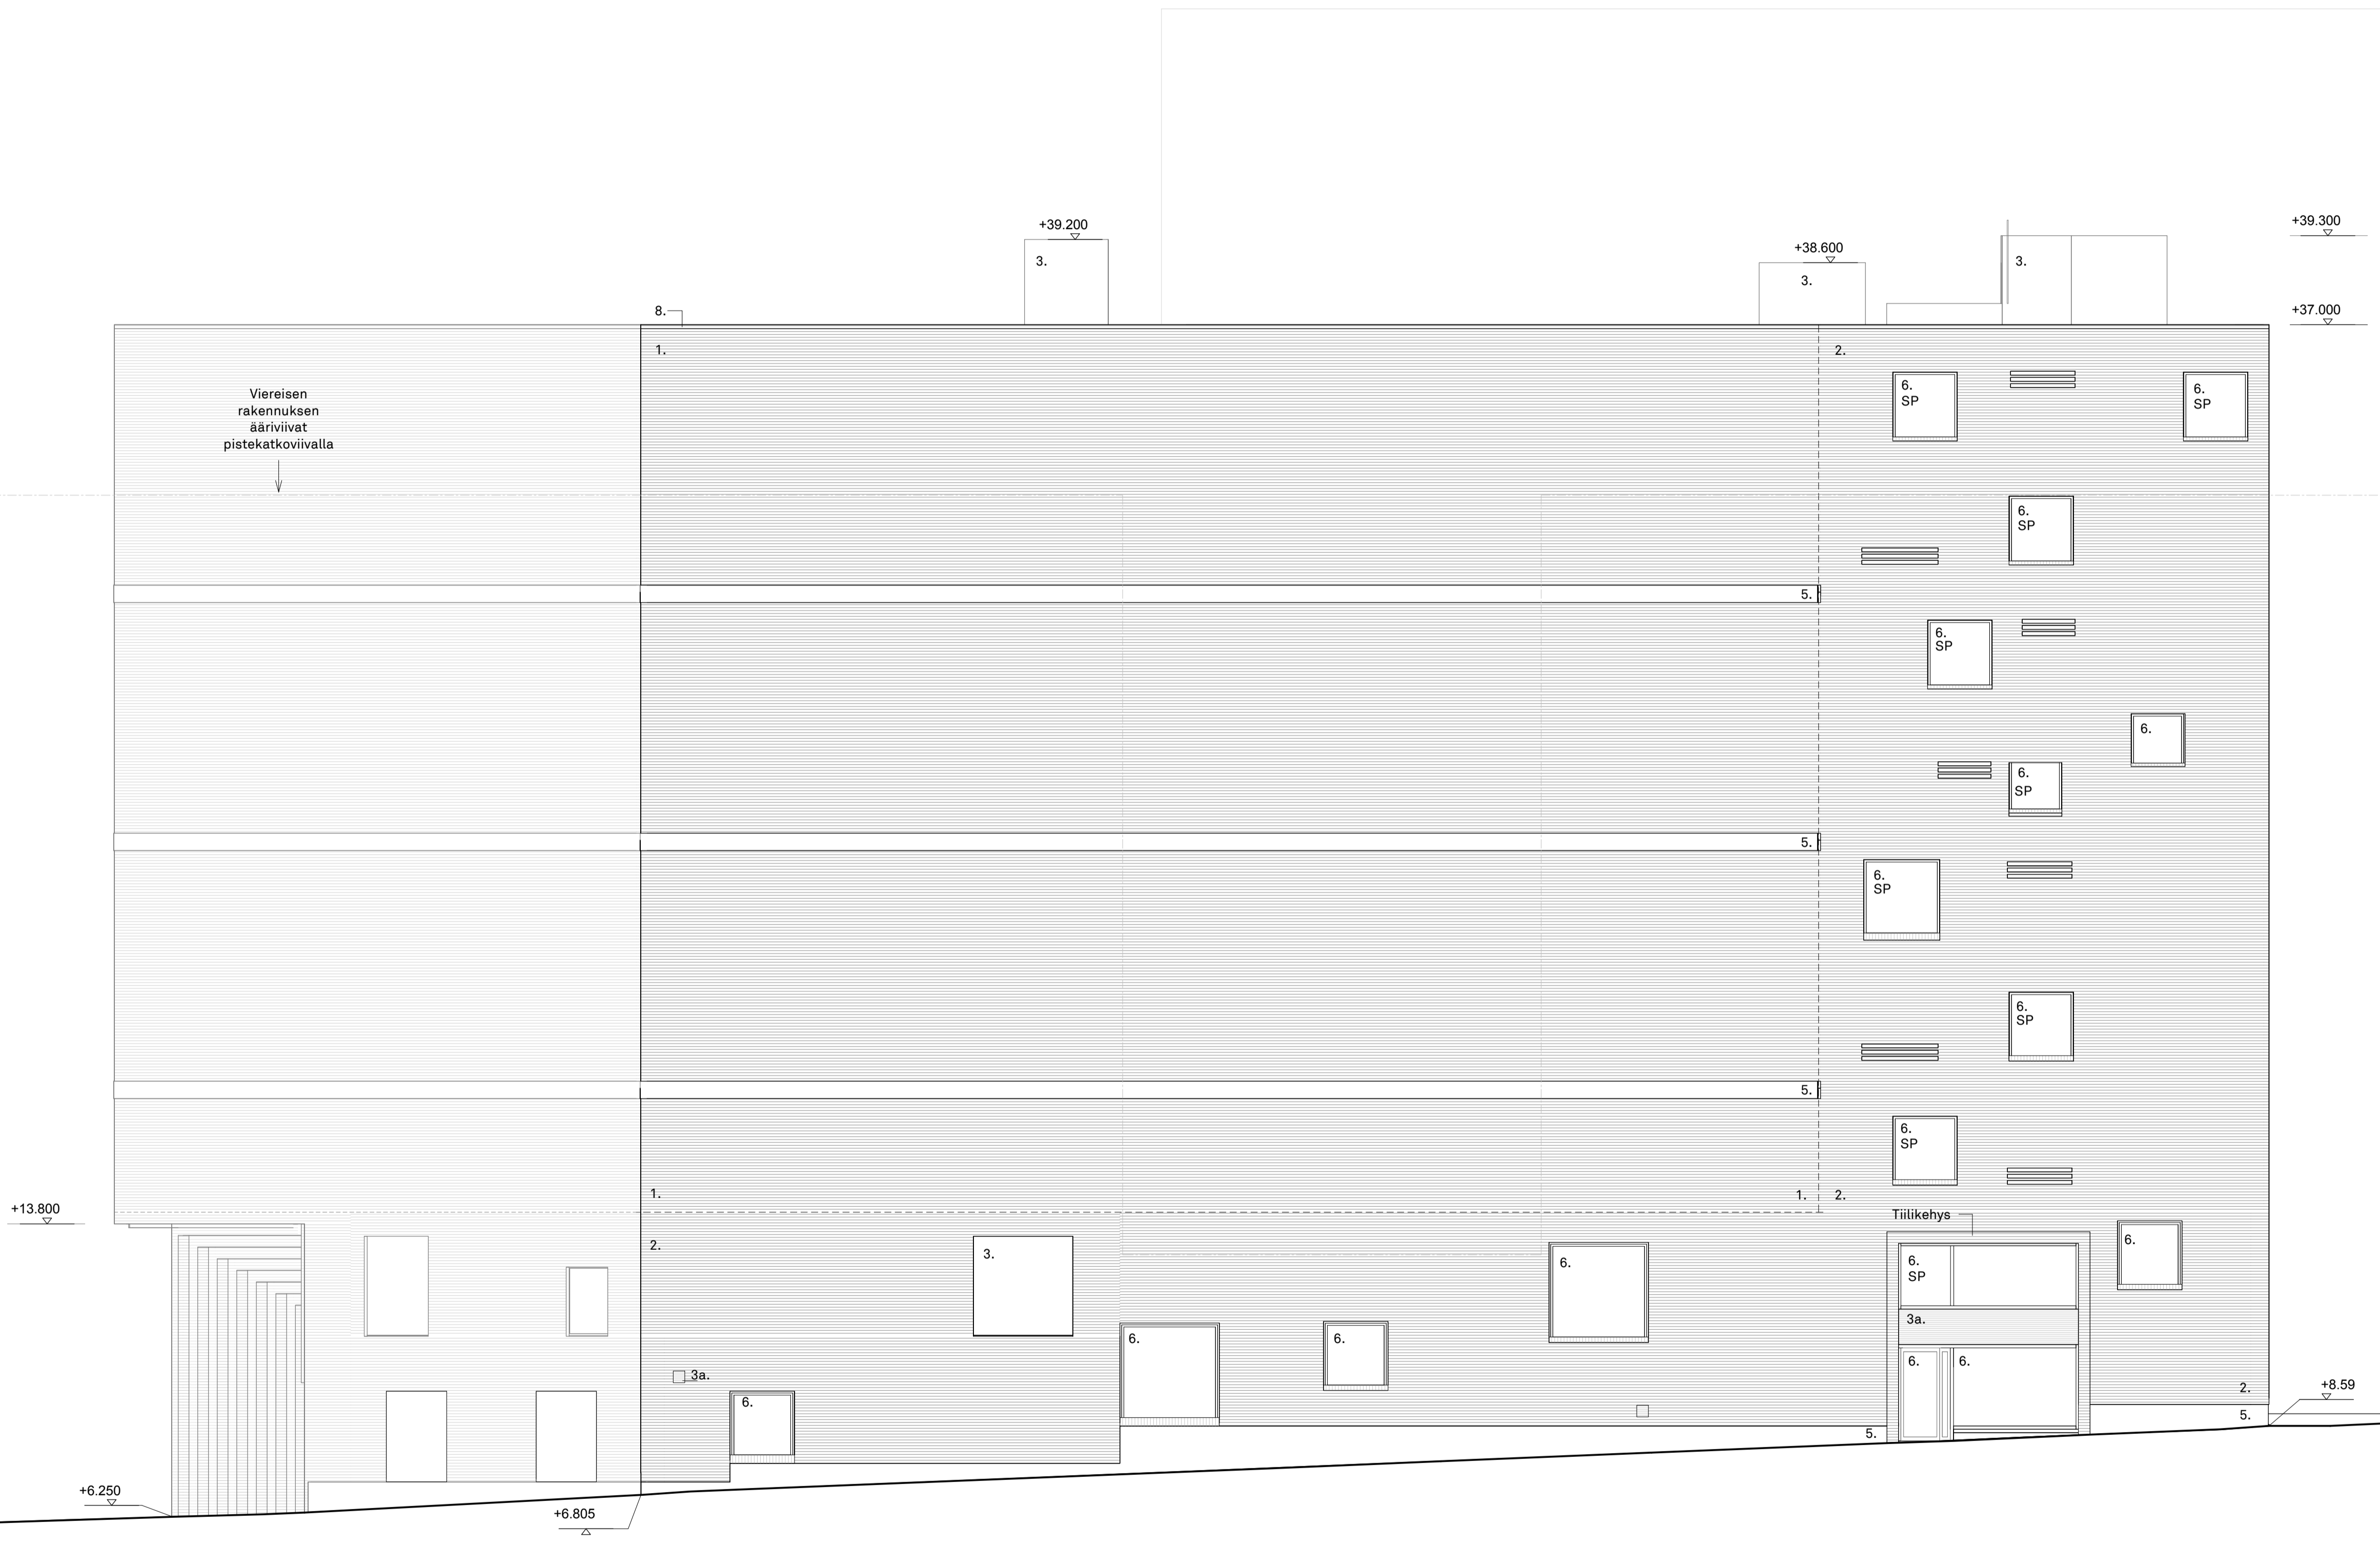 +39.300
+39.200
+38.600
3.
3.
3.
+37.000
8.
1.
2.
6.
SP
6.
SP
Viereisen
rakennuksen
ääriviivat
pistekatkoviivalla
6.
SP
5.
6.
SP
6.
6.
SP
5.
6.
SP
6.
SP
5.
6.
SP
1.
1.
2.
+13.800
Tiilikehys
2.
3.
6.
6.
SP
6.
3a.
6.
6.
6.
6.
3a.
6.
2.
+8.59
5.
5.
+6.250
+6.805